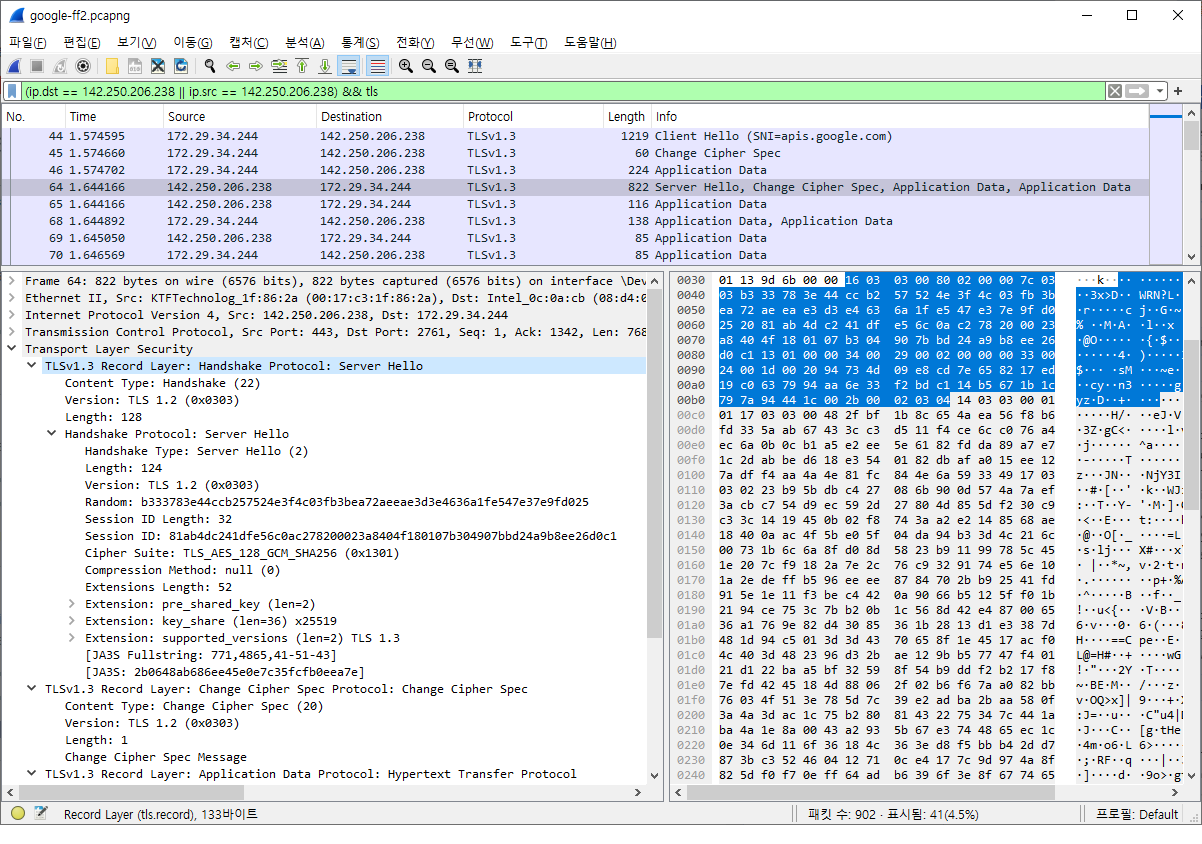 google-ff2.pcapng
파일(F) 편집(E) 보기(V) 이동(G) 캡처(C) 분석(A) 통계(S) 전화(Y) 무선(W) 도구(T) 도움말(H)
(ip.dst == 142.250.206.238 || ip.src == 142.250.206.238) && tls
No. Time Source Destination Protocol Length Info
44 1.574595 172.29.34.244 142.250.206.238 TLSv1.3 1219 Client Hello (SNI=apis.google.com)
45 1.574660 172.29.34.244 142.250.206.238 TLSv1.3 60 Change Cipher Spec
46 1.574702 172.29.34.244 142.250.206.238 TLSv1.3 224 Application Data
64 1.644166 142.250.206.238 172.29.34.244 TLSv1.3 822 Server Hello, Change Cipher Spec, Application Data, Application Data
65 1.644166 142.250.206.238 172.29.34.244 TLSv1.3 116 Application Data
68 1.644892 172.29.34.244 142.250.206.238 TLSv1.3 138 Application Data, Application Data
69 1.645050 142.250.206.238 172.29.34.244 TLSv1.3 85 Application Data
70 1.646569 172.29.34.244 142.250.206.238 TLSv1.3 85 Application Data
Frame 64: 822 bytes on wire (6576 bits), 822 bytes captured (6576 bits) on interface \Dev
Ethernet II, Src: KTFTechnolog_1f:86:2a (00:17:c3:1f:86:2a), Dst: Intel_0c:0a:cb (08:d4:0
Internet Protocol Version 4, Src: 142.250.206.238, Dst: 172.29.34.244
Transmission Control Protocol, Src Port: 443, Dst Port: 2761, Seq: 1, Ack: 1342, Len: 768
Transport Layer Security
TLSv1.3 Record Layer: Handshake Protocol: Server Hello
Content Type: Handshake (22)
Version: TLS 1.2 (0x0303)
Length: 128
Handshake Protocol: Server Hello
Handshake Type: Server Hello (2)
Length: 124
Version: TLS 1.2 (0x0303)
Random: b333783e44ccb257524e3f4c03fb3bea72aeeae3d3e4636a1fe547e37e9fd025
Session ID Length: 32
Session ID: 81ab4dc241dfe56c0ac278200023a8404f180107b304907bbd24a9b8ee26d0c1
Cipher Suite: TLS_AES_128_GCM_SHA256 (0x1301)
Compression Method: null (0)
Extensions Length: 52
Extension: pre_shared_key (len=2)
Extension: key_share (len=36) x25519
Extension: supported_versions (len=2) TLS 1.3
[JA3S Fullstring: 771,4865,41-51-43]
[JA3S: 2b0648ab686ee45e0e7c35fcfb0eea7e]
TLSv1.3 Record Layer: Change Cipher Spec Protocol: Change Cipher Spec
Content Type: Change Cipher Spec (20)
Version: TLS 1.2 (0x0303)
Length: 1
Change Cipher Spec Message
TLSv1.3 Record Layer: Application Data Protocol: Hypertext Transfer Protocol
0030 01 13 9d 6b 00 00 16 03 03 00 80 02 00 00 7c 03
0040 03 b3 33 78 3e 44 cc b2 57 52 4e 3f 4c 03 fb 3b
0050 ea 72 ae ea e3 d3 e4 63 6a 1f e5 47 e3 7e 9f d0
0060 25 20 81 ab 4d c2 41 df e5 6c 0a c2 78 20 00 23
0070 a8 40 4f 18 01 07 b3 04 90 7b bd 24 a9 b8 ee 26
0080 d0 c1 13 01 00 00 34 00 29 00 02 00 00 00 33 00
0090 24 00 1d 00 20 94 73 4d 09 e8 cd 7e 65 82 17 ed
00a0 19 c0 63 79 94 aa 6e 33 f2 bd c1 14 b5 67 1b 1c
00b0 79 7a 94 44 1c 00 2b 00 02 03 04 14 03 03 00 01
00c0 01 17 03 03 00 48 2f bf 1b 8c 65 4a ea 56 f8 b6
00d0 fd 33 5a ab 67 43 3c c3 d5 11 f4 ce 6c c0 76 a4
00e0 ec 6a 0b 0c b1 a5 e2 ee 5e 61 82 fd da 89 a7 e7
00f0 1c 2d ab be d6 18 e3 54 01 82 db af a0 15 ee 12
0100 7a df f4 aa 4a 4e 81 fc 84 4e 6a 59 33 49 17 03
0110 03 02 23 b9 5b db c4 27 08 6b 90 0d 57 4a 7a ef
0120 3a cb c7 54 d9 ec 59 2d 27 80 4d 85 5d f2 30 c9
0130 c3 3c 14 19 45 0b 02 f8 74 3a a2 e2 14 85 68 ae
0140 18 40 0a ac 4f 5b e0 5f 04 da 94 b3 3d 4c 21 6c
0150 00 73 1b 6c 6a 8f d0 8d 58 23 b9 11 99 78 5c 45
0160 1e 20 7c f9 18 2a 7e 2c 76 c9 32 91 74 e5 6e 10
0170 1a 2e de ff b5 96 ee ee 87 84 70 2b b9 25 41 fd
0180 91 5e 1e 11 f3 be c4 42 0a 90 66 b5 12 5f f0 1b
0190 21 94 ce 75 3c 7b b2 0b 1c 56 8d 42 e4 87 00 65
01a0 36 a1 76 9e 82 d4 30 85 36 1b 28 13 d1 e3 38 7d
01b0 48 1d 94 c5 01 3d 3d 43 70 65 8f 1e 45 17 ac f0
01c0 4c 40 3d 48 23 96 d3 2b ae 12 9b b5 77 47 f4 01
01d0 21 d1 22 ba a5 bf 32 59 8f 54 b9 dd f2 b2 17 f8
01e0 7e fd 42 45 18 4d 88 06 2f 02 b6 f6 7a a0 82 bb
01f0 76 03 4f 51 3e 78 5d 7c 39 e2 ad ba 2b aa 58 0f
0200 3a 4a 3d ac 1c 75 b2 80 81 43 22 75 34 7c 44 1a
0210 ba 4a 1e 8a 00 43 a2 93 5b 67 e3 74 48 65 ec 1c
0220 0e 34 6d 11 6f 36 18 4c 36 3e d8 f5 bb b4 2d d7
0230 87 3b c3 52 46 04 12 71 0c e4 17 7c 9d 97 4a 8f
0240 82 5d f0 f7 0e ff 64 ad b6 39 6f 3e 8f 67 74 65
Record Layer (tls.record), 133바이트 패킷 수: 902 · 표시됨: 41(4.5%) 프로필: Default